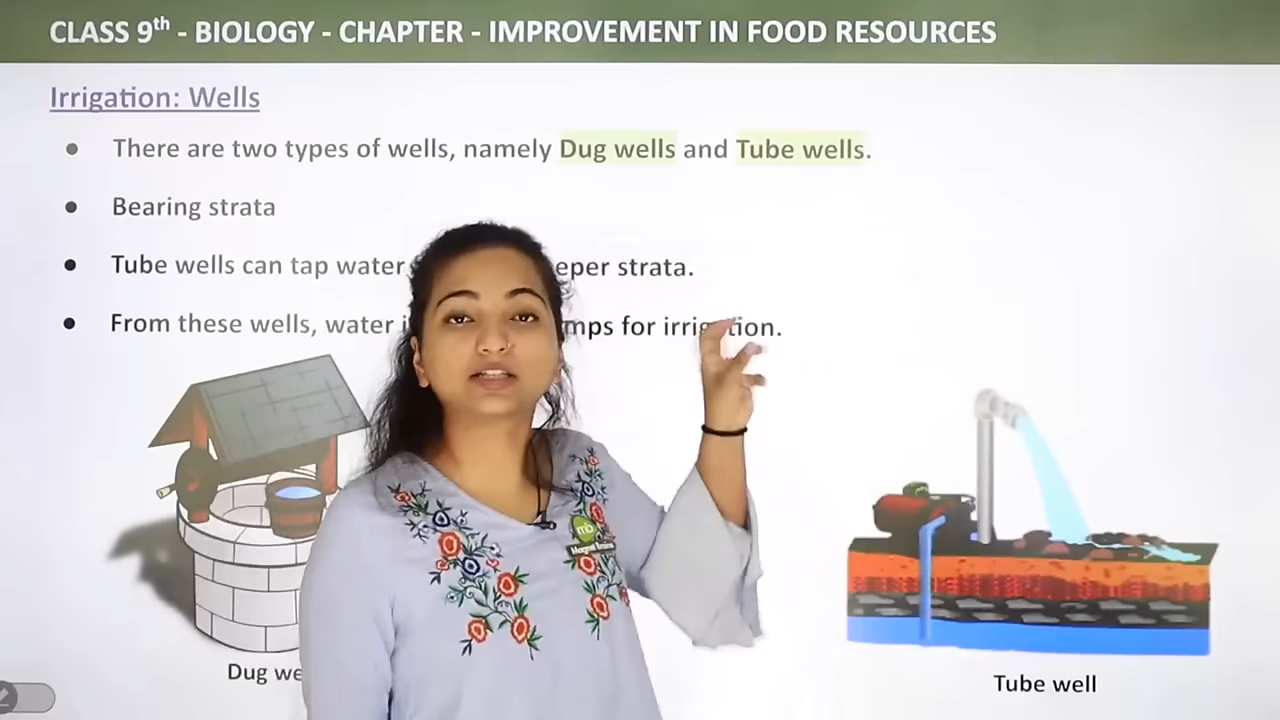 CLASS 9th - BIOLOGY - CHAPTER - IMPROVEMENT IN FOOD RESOURCES
Irrigation: Wells
• There are two types of wells, namely Dug wells and Tube wells.
• Bearing strata
• Tube wells can tap water eper strata.
• From these wells, water i mps for irrigation.
Dug we
Tube well